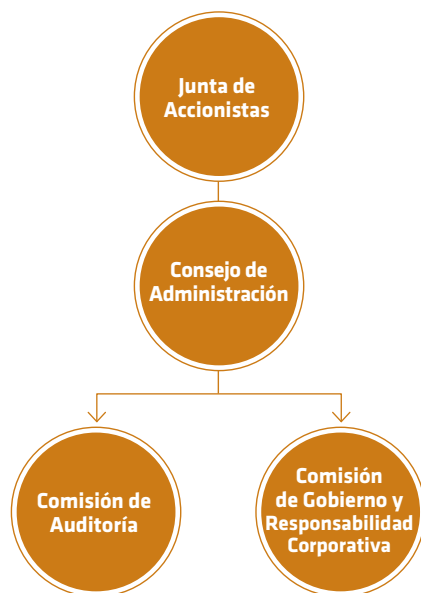 Junta de
Accionistas
Consejo de
Administración
Comisión de
Auditoría
Comisión
de Gobierno y
Responsabilidad
Corporativa